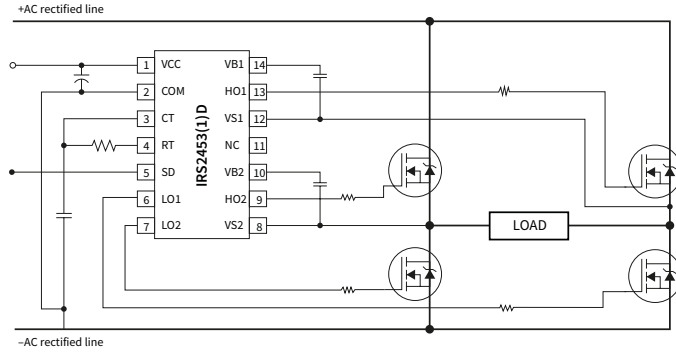 +AC rectified line
1 VCC VB1 14
2 COM HO1 13
3 CT VS1 12
4 RT NC 11
5 SD VB2 10
6 LO1 HO2 9
7 LO2 VS2 8
IRS2453(1)D
LOAD
–AC rectified line